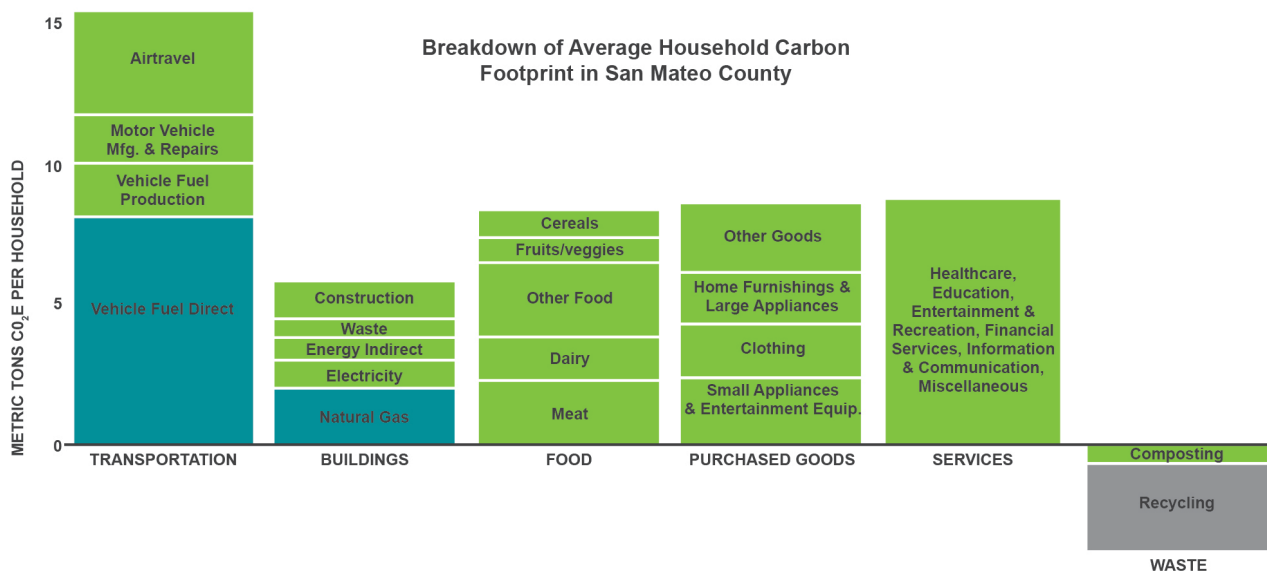 Breakdown of Average Household Carbon
Footprint in San Mateo County
METRIC TONS C0₂E PER HOUSEHOLD
15
10
5
0
Airtravel
Motor Vehicle
Mfg. & Repairs
Vehicle Fuel
Production
Vehicle Fuel Direct
TRANSPORTATION
Construction
Waste
Energy Indirect
Electricity
Natural Gas
BUILDINGS
Cereals
Fruits/veggies
Other Food
Dairy
Meat
FOOD
Other Goods
Home Furnishings &
Large Appliances
Clothing
Small Appliances
& Entertainment Equip.
PURCHASED GOODS
Healthcare,
Education,
Entertainment &
Recreation, Financial
Services, Information
& Communication,
Miscellaneous
SERVICES
Composting
Recycling
WASTE